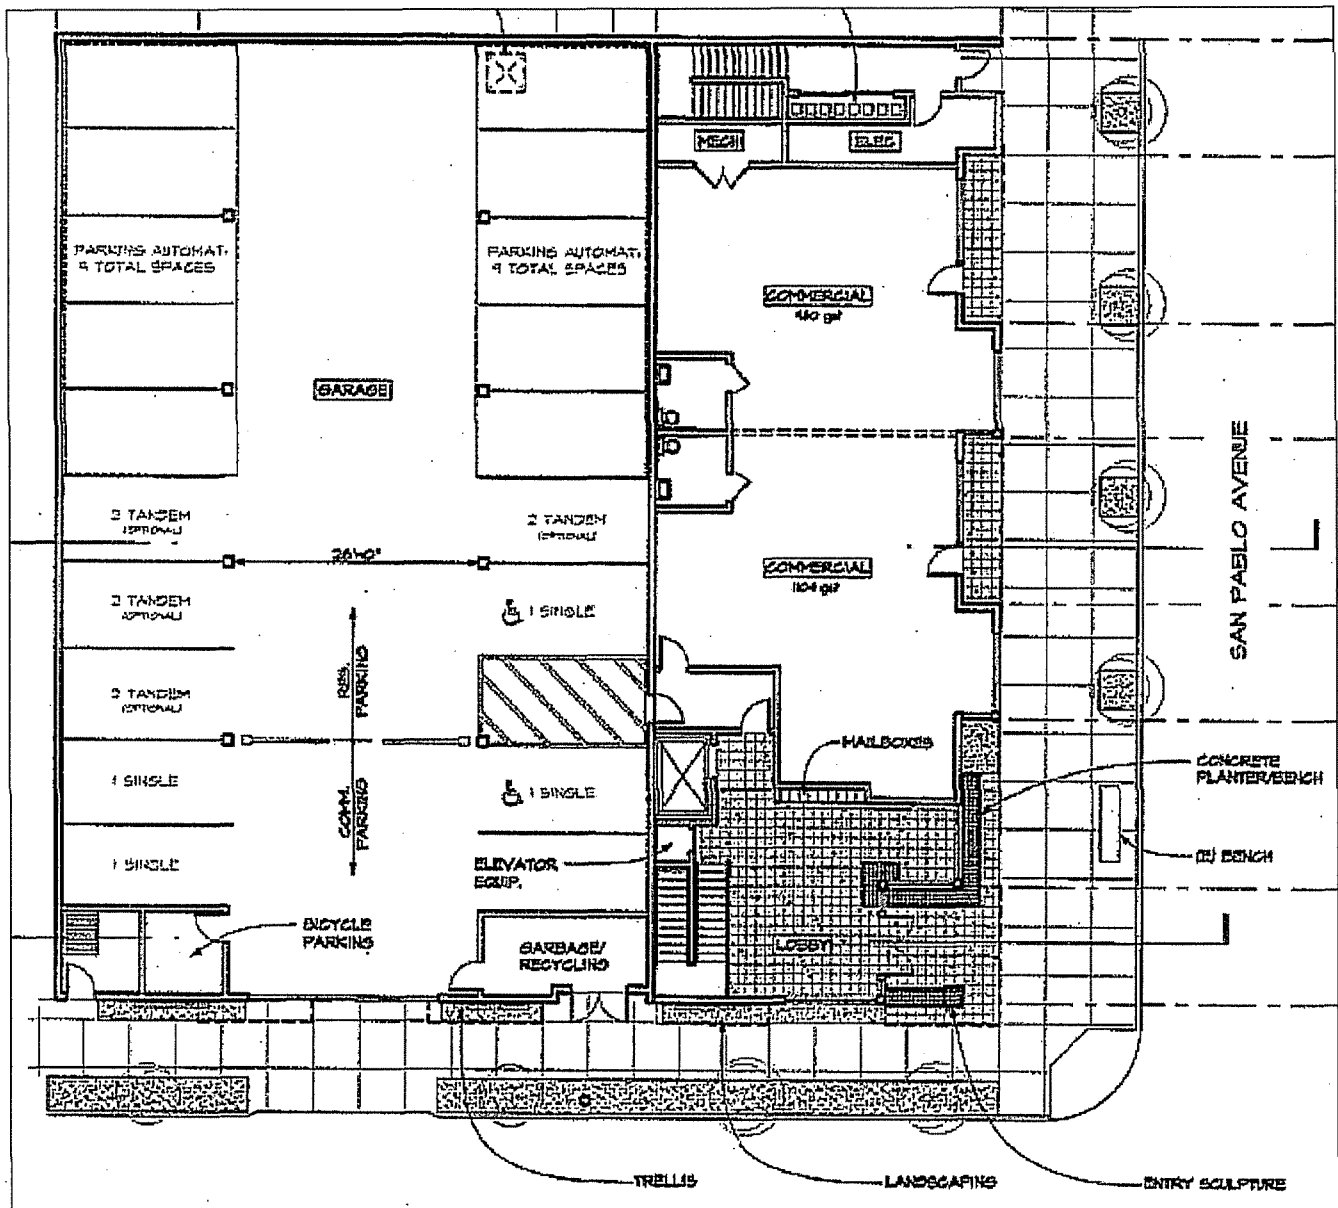 MECH
ELEC
PARKING AUTOMAT.
9 TOTAL SPACES
PARKING AUTOMAT.
9 TOTAL SPACES
COMMERCIAL
GARAGE
SAN PABLO AVENUE
2 TANDEM
(OPTIONAL)
2 TANDEM
(OPTIONAL)
26'-0"
COMMERCIAL
1104 gsf
2 TANDEM
(OPTIONAL)
1 SINGLE
RES.
PARKING
2 TANDEM
(OPTIONAL)
MAILBOXES
CONCRETE
PLANTER/BENCH
1 SINGLE
1 SINGLE
COMM.
PARKING
(E) BENCH
1 SINGLE
ELEVATOR
EQUIP.
BICYCLE
PARKING
GARBAGE/
RECYCLING
LOBBY
TRELLIS
LANDSCAPING
ENTRY SCULPTURE